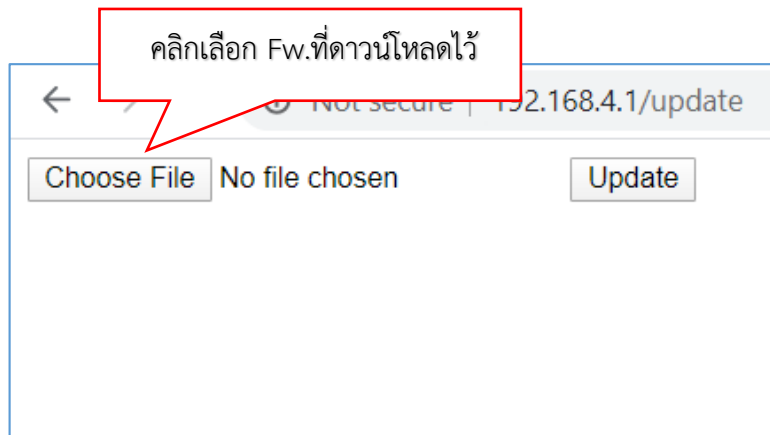 คลิกเลือก Fw.ที่ดาวน์โหลดไว้
Not secure | 192.168.4.1/update
Choose File No file chosen Update